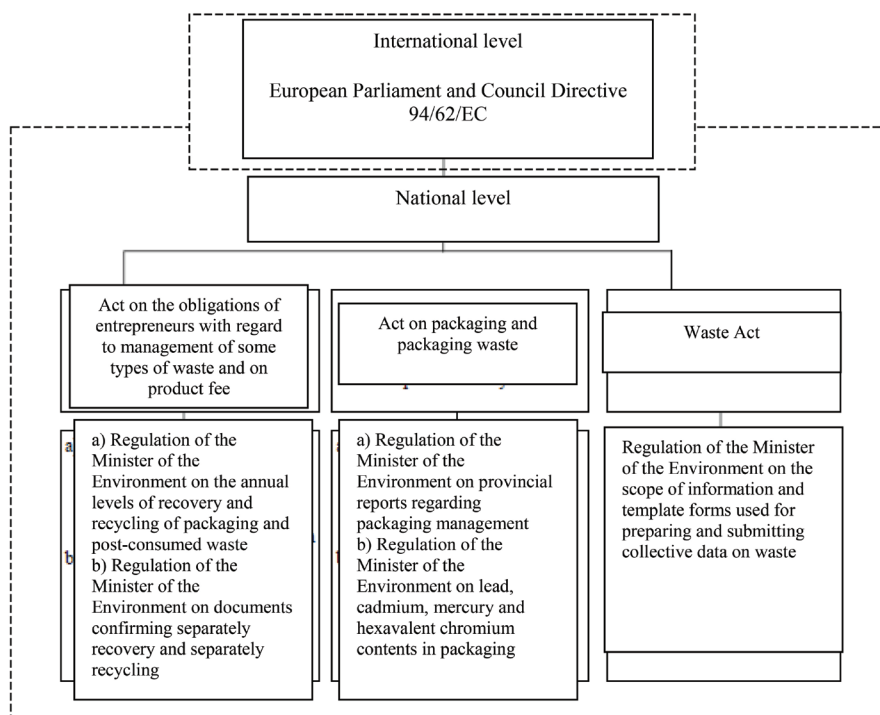 International level
European Parliament and Council Directive
94/62/EC
National level
Act on the obligations of
entrepreneurs with regard
to management of some
types of waste and on
product fee
Act on packaging and
packaging waste
Waste Act
a) Regulation of the
Minister of the
Environment on the annual
levels of recovery and
recycling of packaging and
post-consumed waste
b) Regulation of the
Minister of the
Environment on documents
confirming separately
recovery and separately
recycling
a) Regulation of the
Minister of the
Environment on provincial
reports regarding
packaging management
b) Regulation of the
Minister of the
Environment on lead,
cadmium, mercury and
hexavalent chromium
contents in packaging
Regulation of the Minister
of the Environment on the
scope of information and
template forms used for
preparing and submitting
collective data on waste